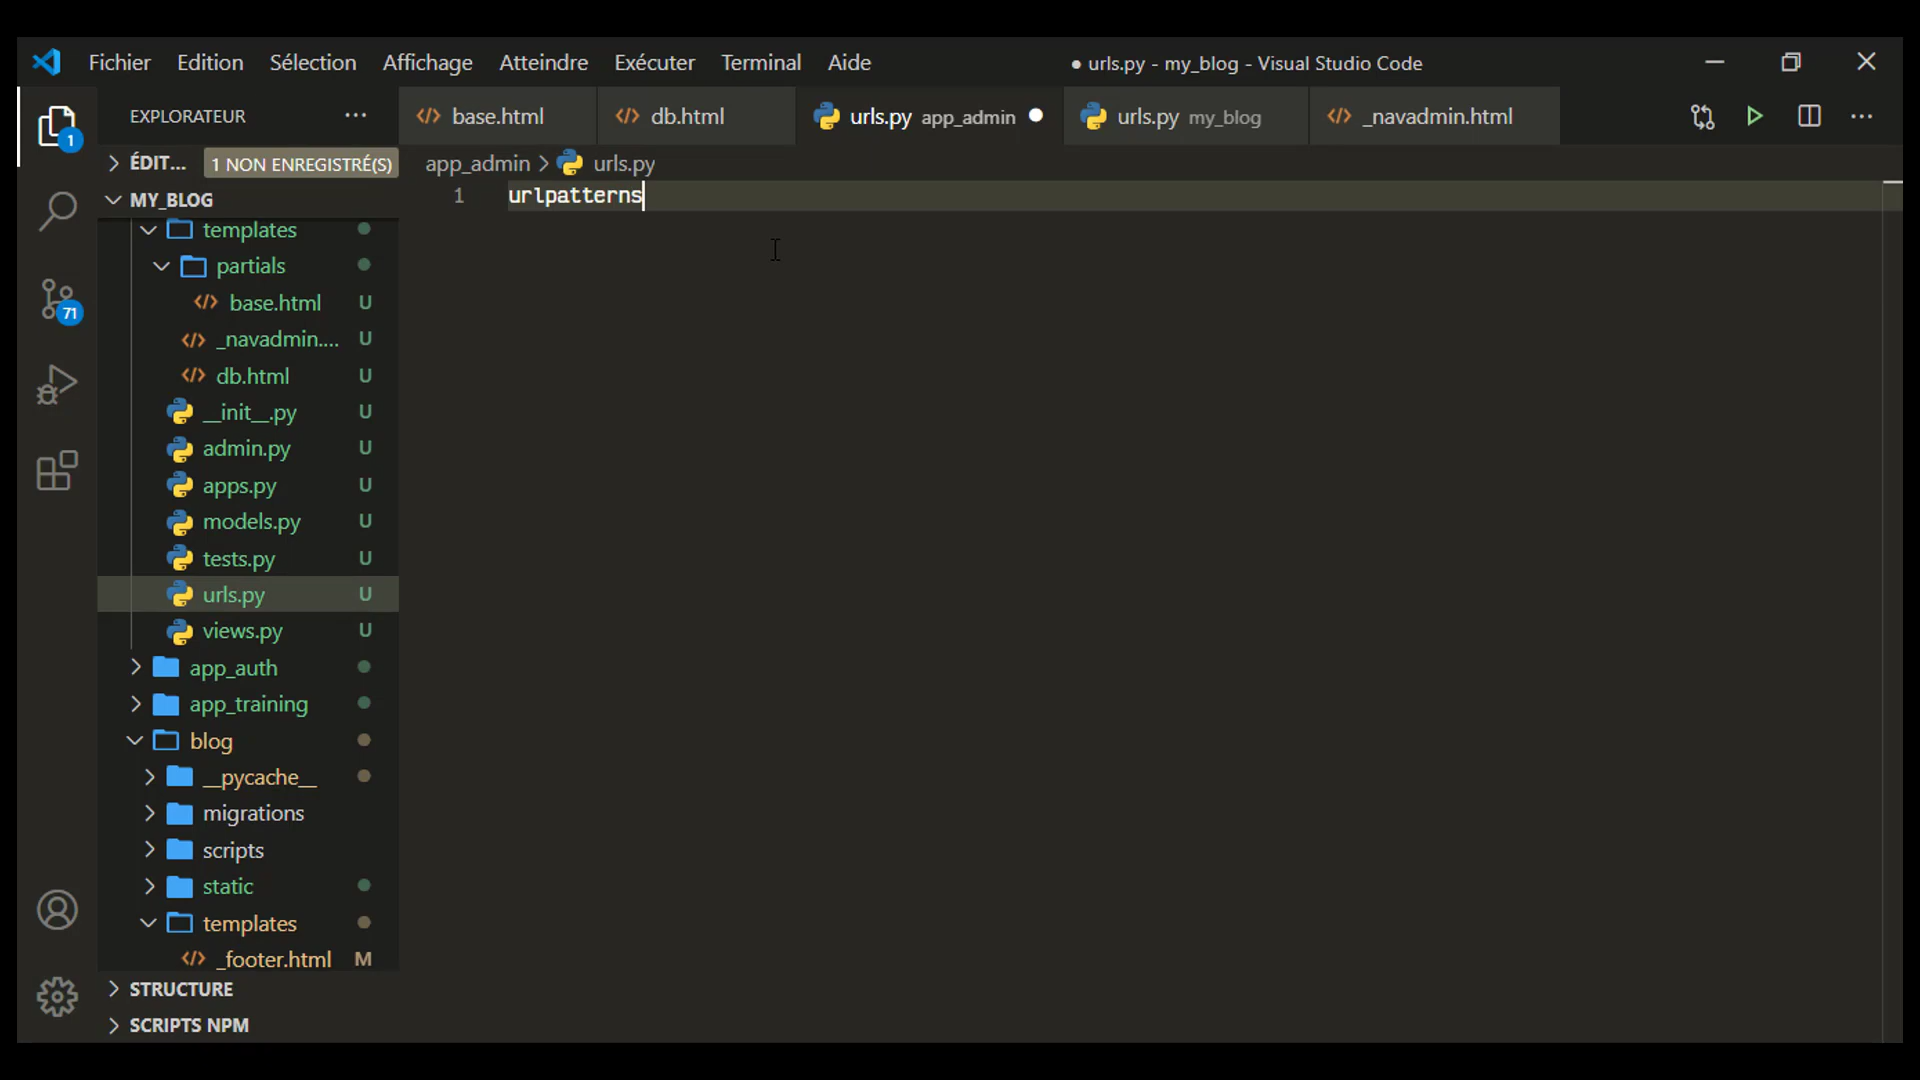 Fichier Edition Sélection Affichage Atteindre Exécuter Terminal Aide ● urls.py - my_blog - Visual Studio Code
EXPLORATEUR ···
base.html db.html urls.py app_admin urls.py my_blog _navadmin.html
1
ÉDIT... 1 NON ENREGISTRÉ(S)
app_admin > urls.py
MY_BLOG
1 urlpatterns
templates
partials
base.html U
_navadmin.... U
71
db.html U
__init__.py U
admin.py U
apps.py U
models.py U
tests.py U
urls.py U
views.py U
app_auth
app_training
blog
__pycache__
migrations
scripts
static
templates
_footer.html M
STRUCTURE
SCRIPTS NPM